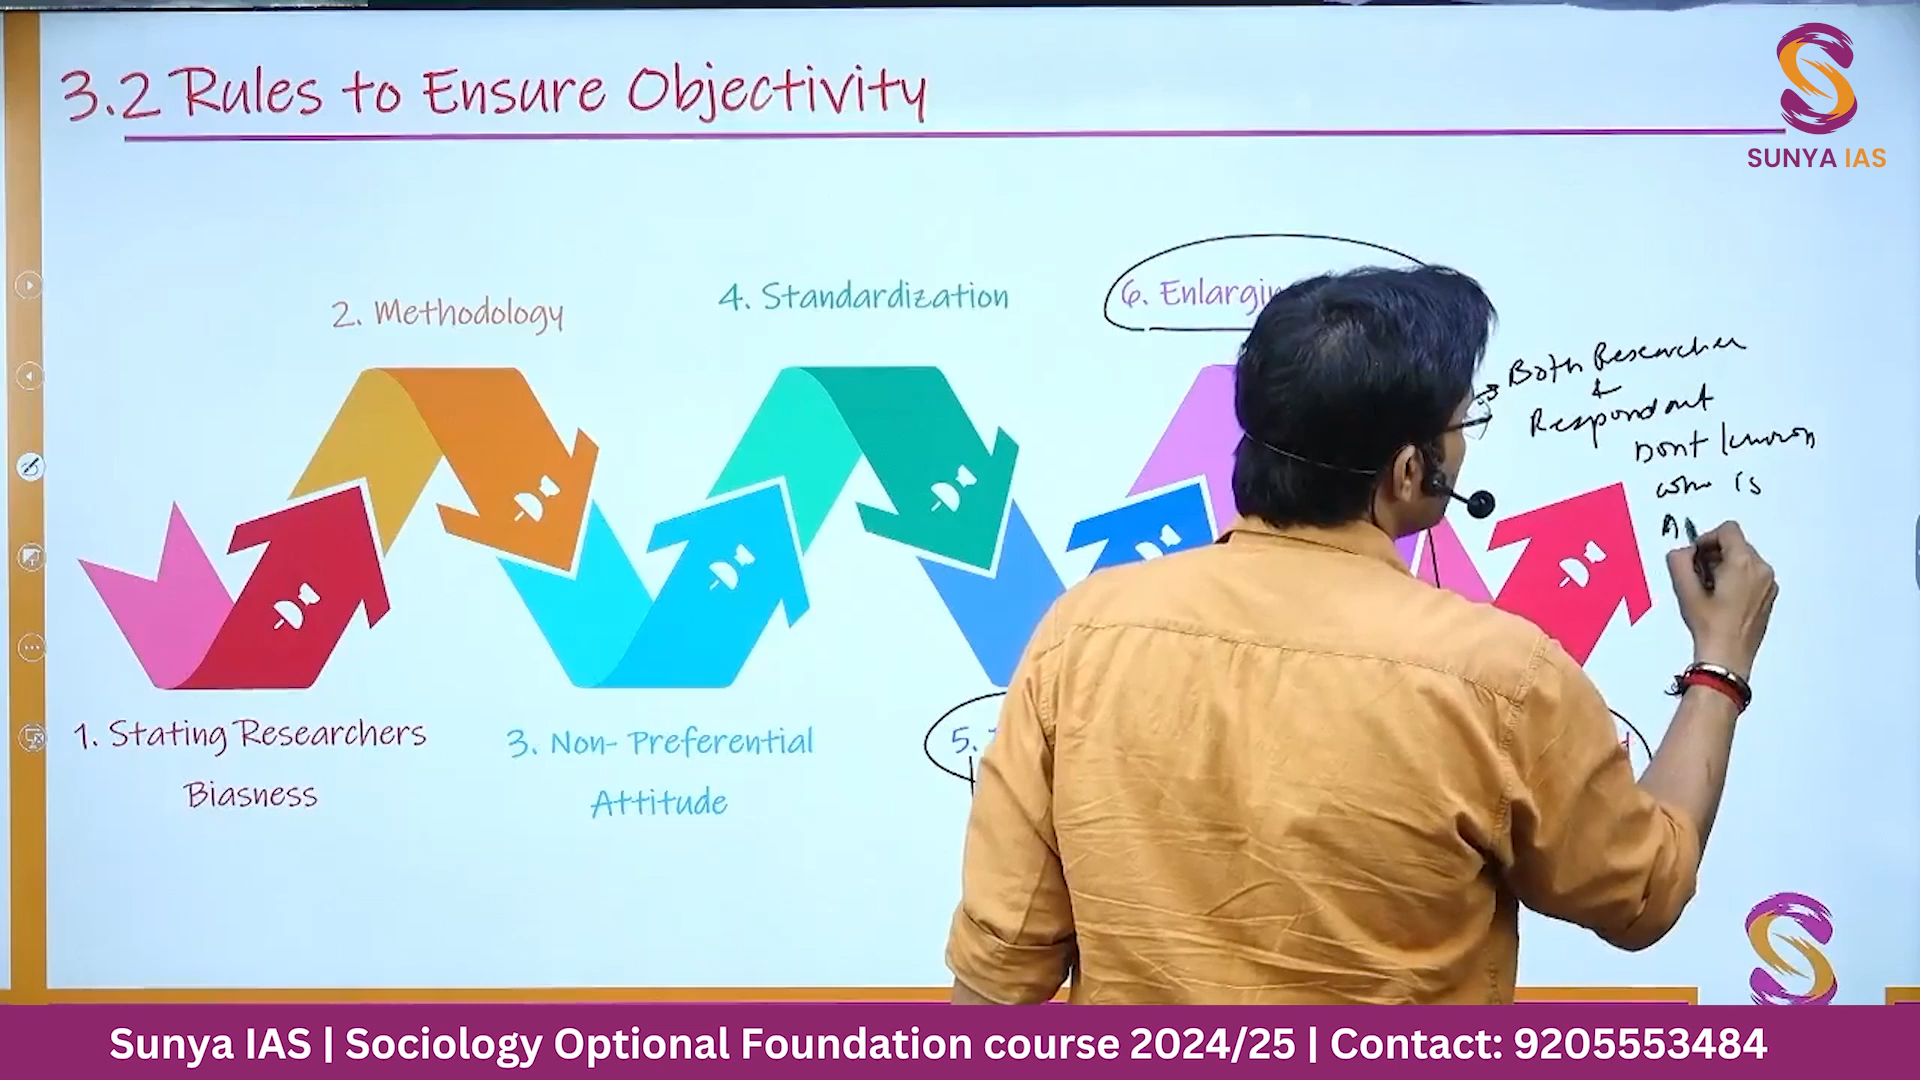 3.2 Rules to Ensure Objectivity
SUNYA IAS
2. Methodology
4. Standardization
6.
Both Researcher
&
Respondent
Dont known
who is
1. Stating Researchers
Biasness
3. Non- Preferential
Attitude
5.
Sunya IAS | Sociology Optional Foundation course 2024/25 | Contact: 9205553484